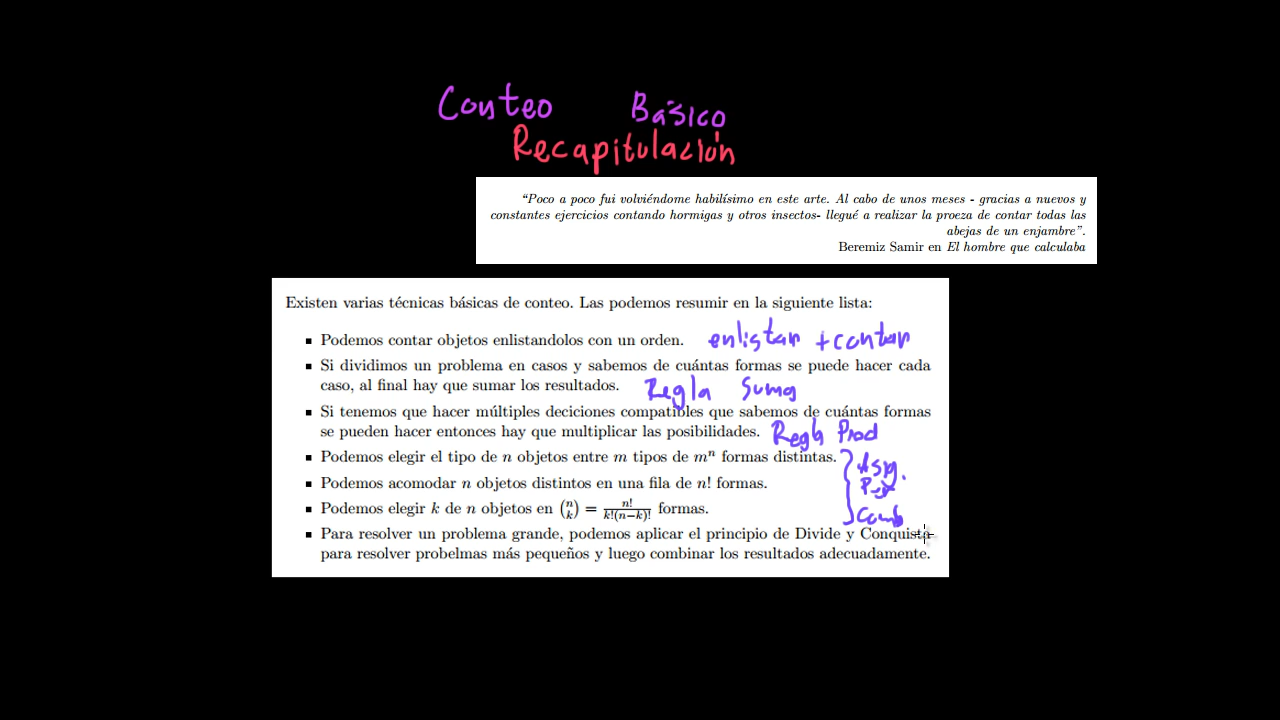 Conteo Básico
Recapitulación
“Poco a poco fui volviéndome habilísimo en este arte. Al cabo de unos meses - gracias a nuevos y
constantes ejercicios contando hormigas y otros insectos- llegué a realizar la proeza de contar todas las
abejas de un enjambre”.
Beremiz Samir en El hombre que calculaba
Existen varias técnicas básicas de conteo. Las podemos resumir en la siguiente lista:
▪ Podemos contar objetos enlistandolos con un orden. enlistar + contar
▪ Si dividimos un problema en casos y sabemos de cuántas formas se puede hacer cada
caso, al final hay que sumar los resultados. Regla Suma
▪ Si tenemos que hacer múltiples deciciones compatibles que sabemos de cuántas formas
se pueden hacer entonces hay que multiplicar las posibilidades. Regla Prod
▪ Podemos elegir el tipo de n objetos entre m tipos de mⁿ formas distintas. Asig.
▪ Podemos acomodar n objetos distintos en una fila de n! formas. Per
▪ Podemos elegir k de n objetos en (n k) = n!/k!(n−k)! formas. Comb
▪ Para resolver un problema grande, podemos aplicar el principio de Divide y Conquista
para resolver probelmas más pequeños y luego combinar los resultados adecuadamente.